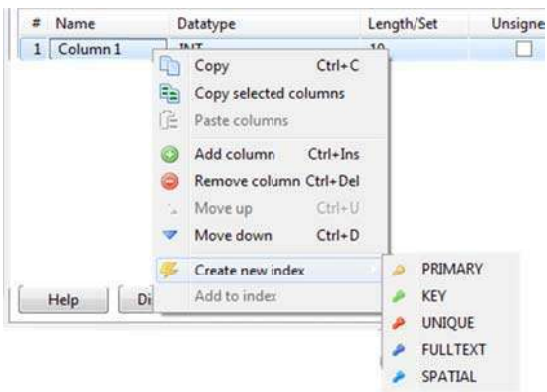 # Name Datatype Length/Set Unsigne
1 Column 1 INT 10
Copy Ctrl+C
Copy selected columns
Paste columns
Add column Ctrl+Ins
Remove column Ctrl+Del
Move up Ctrl+U
Move down Ctrl+D
Create new index
Add to index
Help Di
PRIMARY
KEY
UNIQUE
FULLTEXT
SPATIAL